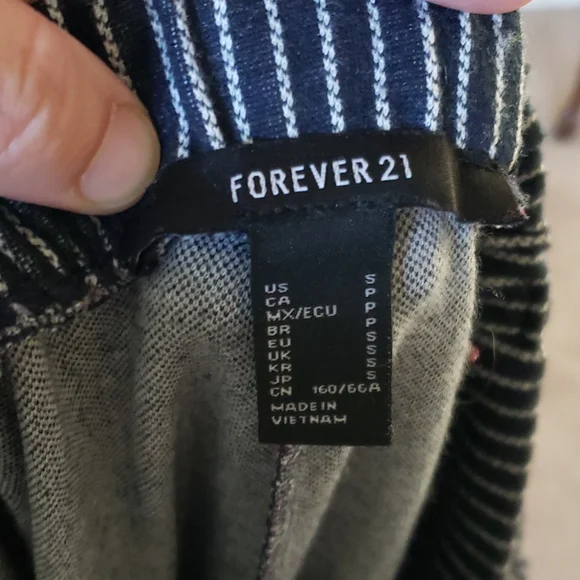 FOREVER 21
US S
CA P
MX/ECU P
BR P
EU S
UK S
KR S
JP S
CN 160/66A
MADE IN
VIETNAM